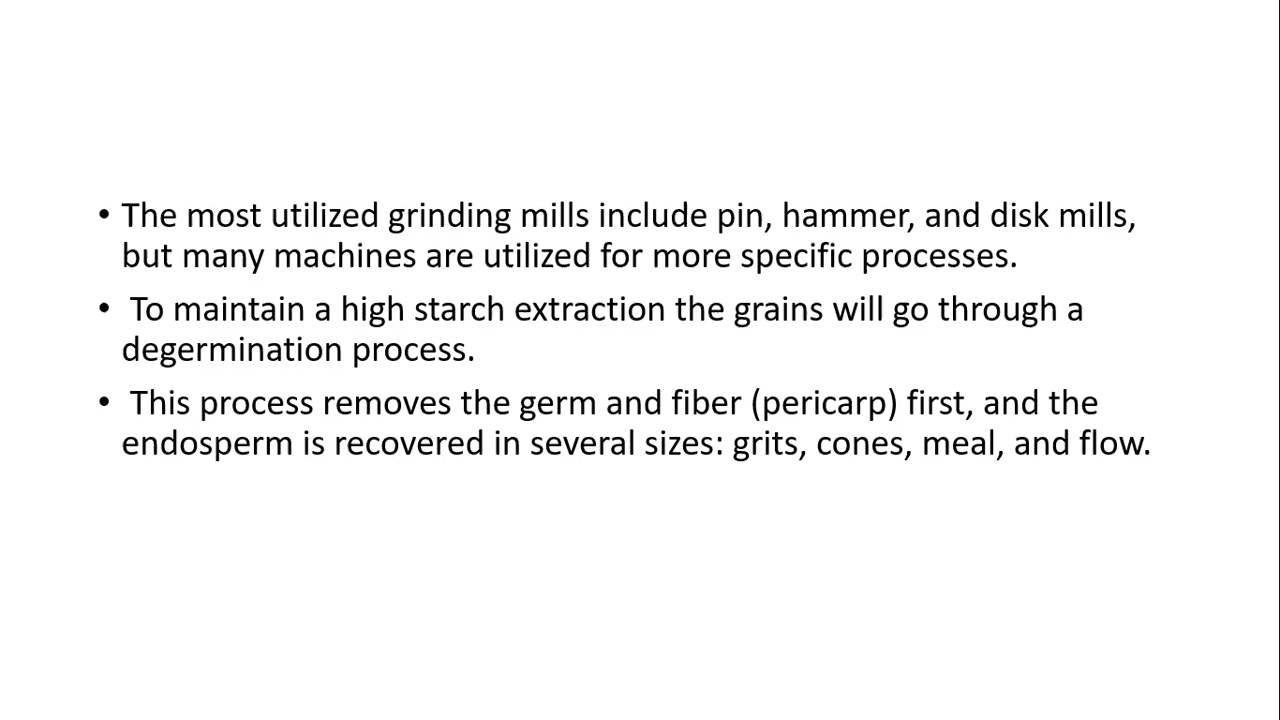 • The most utilized grinding mills include pin, hammer, and disk mills,
but many machines are utilized for more specific processes.
• To maintain a high starch extraction the grains will go through a
degermination process.
• This process removes the germ and fiber (pericarp) first, and the
endosperm is recovered in several sizes: grits, cones, meal, and flow.